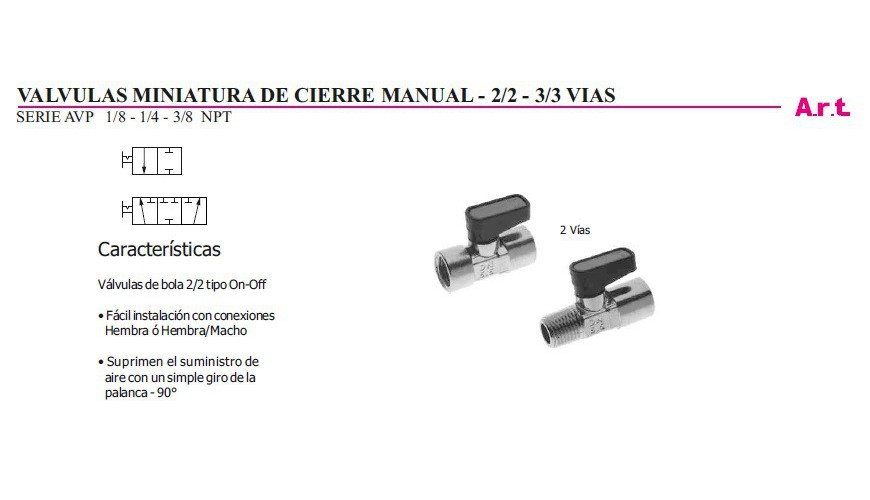 VALVULAS MINIATURA DE CIERRE MANUAL - 2/2 - 3/3 VIAS
SERIE AVP 1/8 - 1/4 - 3/8 NPT
A.r.t.
Características
Válvulas de bola 2/2 tipo On-Off
• Fácil instalación con conexiones
Hembra ó Hembra/Macho
• Suprimen el suministro de
aire con un simple giro de la
palanca - 90°
2 Vías